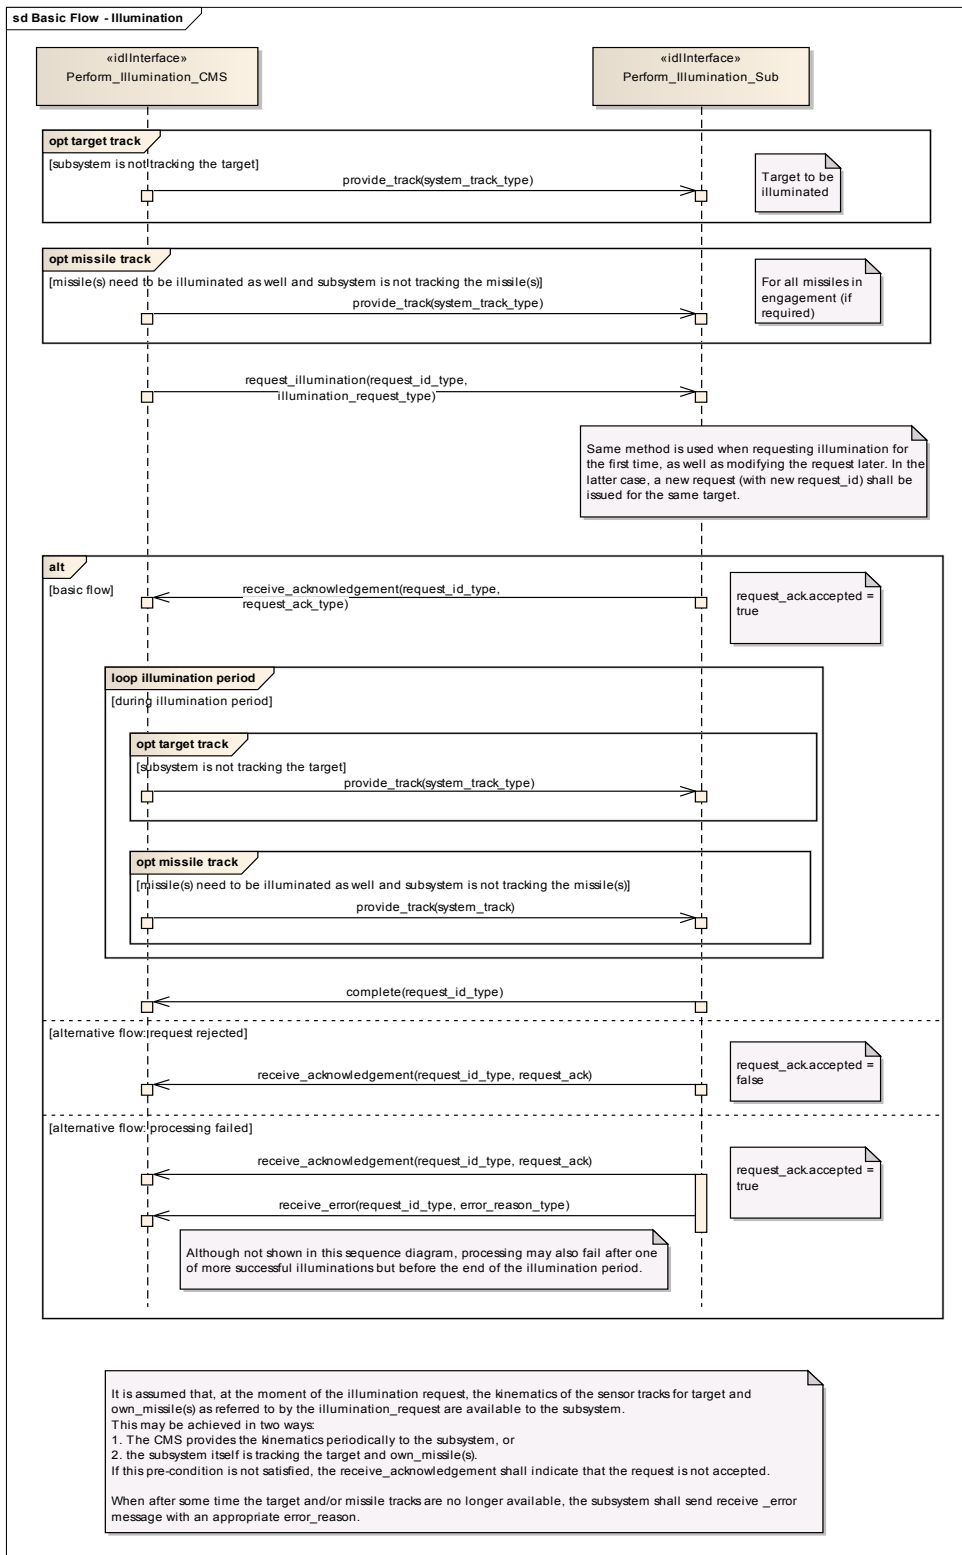 sd Basic Flow - Illumination
«idlInterface»
Perform_Illumination_CMS
«idlInterface»
Perform_Illumination_Sub
opt target track
[subsystem is not tracking the target]
provide_track(system_track_type)
Target to be
illuminated
opt missile track
[missile(s) need to be illuminated as well and subsystem is not tracking the missile(s)]
provide_track(system_track_type)
For all missiles in
engagement (if
required)
request_illumination(request_id_type,
illumination_request_type)
Same method is used when requesting illumination for
the first time, as well as modifying the request later. In the
latter case, a new request (with new request_id) shall be
issued for the same target.
alt
[basic flow]
receive_acknowledgement(request_id_type,
request_ack_type)
request_ack.accepted =
true
loop illumination period
[during illumination period]
opt target track
[subsystem is not tracking the target]
provide_track(system_track_type)
opt missile track
[missile(s) need to be illuminated as well and subsystem is not tracking the missile(s)]
provide_track(system_track)
complete(request_id_type)
[alternative flow: request rejected]
receive_acknowledgement(request_id_type, request_ack)
request_ack.accepted =
false
[alternative flow: processing failed]
receive_acknowledgement(request_id_type, request_ack)
request_ack.accepted =
true
receive_error(request_id_type, error_reason_type)
Although not shown in this sequence diagram, processing may also fail after one
of more successful illuminations but before the end of the illumination period.
It is assumed that, at the moment of the illumination request, the kinematics of the sensor tracks for target and
own_missile(s) as referred to by the illumination_request are available to the subsystem.
This may be achieved in two ways:
1. The CMS provides the kinematics periodically to the subsystem, or
2. the subsystem itself is tracking the target and own_missile(s).
If this pre-condition is not satisfied, the receive_acknowledgement shall indicate that the request is not accepted.
When after some time the target and/or missile tracks are no longer available, the subsystem shall send receive _error
message with an appropriate error_reason.